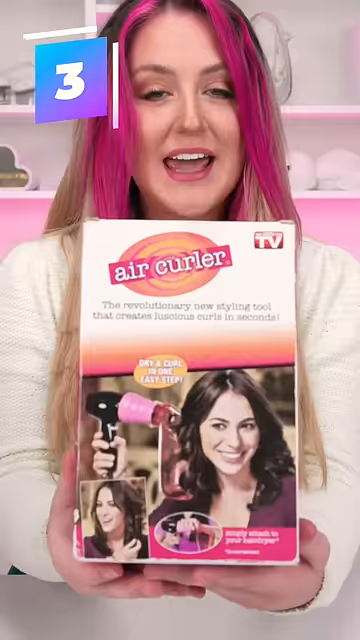 3
AS SEEN ON
TV
air curler
The revolutionary new styling tool
that creates luscious curls in seconds!
DRY & CURL
IN ONE
EASY STEP!
simply attach to
your hairdryer*